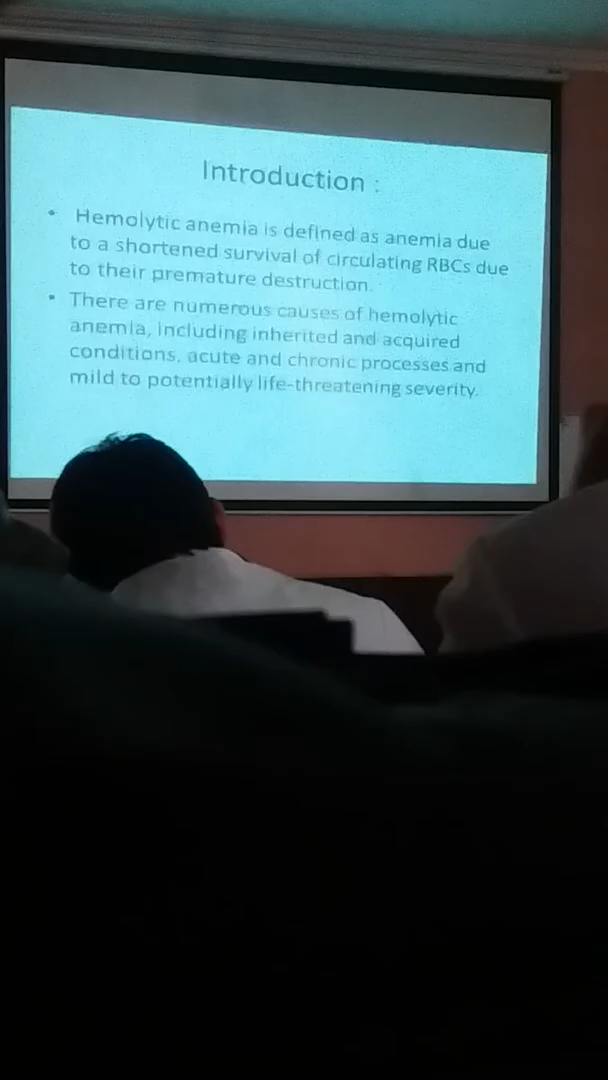 Introduction :
• Hemolytic anemia is defined as anemia due
to a shortened survival of circulating RBCs due
to their premature destruction.
• There are numerous causes of hemolytic
anemia, including inherited and acquired
conditions, acute and chronic processes and
mild to potentially life-threatening severity.